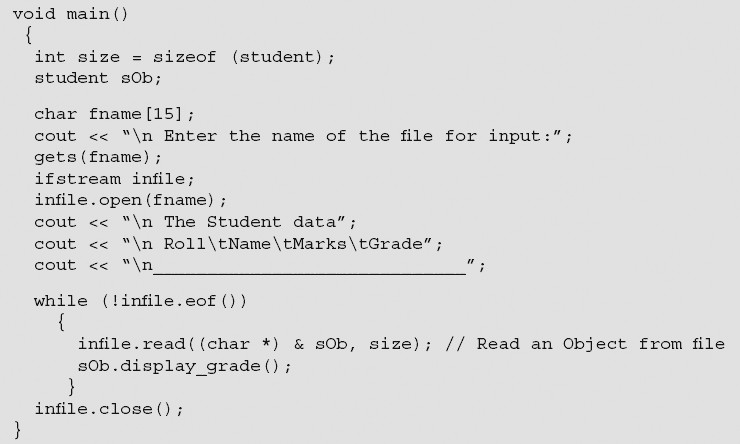 void main()
{
int size = sizeof (student);
student sOb;
char fname[15];
cout << “\n Enter the name of the file for input:”;
gets(fname);
ifstream infile;
infile.open(fname);
cout << “\n The Student data”;
cout << “\n Roll\tName\tMarks\tGrade”;
cout << “\n______________________________”;
while (!infile.eof())
{
infile.read((char *) & sOb, size); // Read an Object from file
sOb.display_grade();
}
infile.close();
}